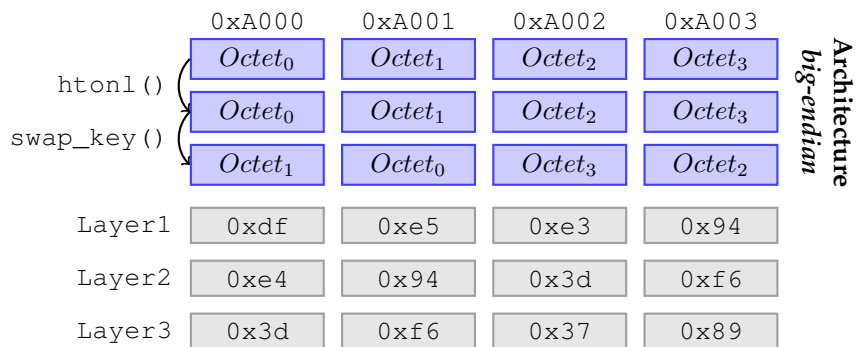 0xA000 0xA001 0xA002 0xA003
Octet₀ Octet₁ Octet₂ Octet₃
htonl()
Octet₀ Octet₁ Octet₂ Octet₃
swap_key()
Octet₁ Octet₀ Octet₃ Octet₂
Layer1 0xdf 0xe5 0xe3 0x94
Layer2 0xe4 0x94 0x3d 0xf6
Layer3 0x3d 0xf6 0x37 0x89
Architecture
big-endian